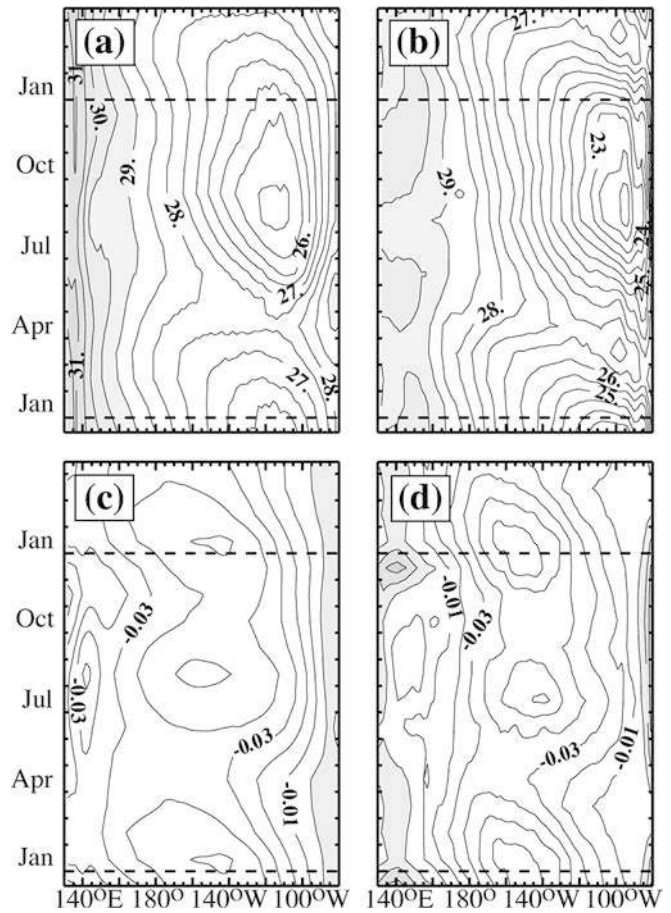 (a)
(b)
Jan
Oct
Jul
Apr
Jan
31.
30.
29.
28.
26.
27.
27.
28.
31.
27.
23.
29.
24.
25.
28.
26.
25.
(c)
(d)
Jan
Oct
Jul
Apr
Jan
-0.03
-0.03
-0.03
-0.01
-0.01
-0.03
-0.03
-0.01
140°E 180° 140° 100°W
140°E 180° 140° 100°W